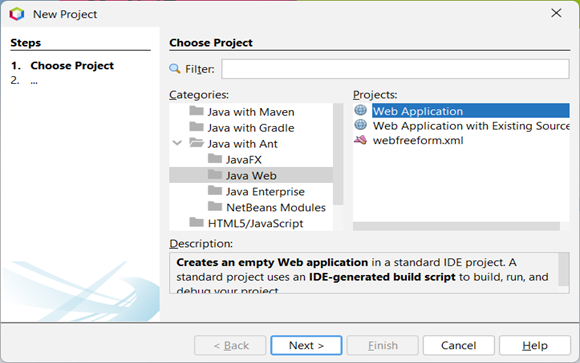 New Project
Steps
1. Choose Project
2. ...
Choose Project
Filter:
Categories:
Java with Maven
Java with Gradle
Java with Ant
JavaFX
Java Web
Java Enterprise
NetBeans Modules
HTML5/JavaScript
Projects:
Web Application
Web Application with Existing Source
webfreeform.xml
Description:
Creates an empty Web application in a standard IDE project. A
standard project uses an IDE-generated build script to build, run, and
debug your project.
< Back
Next >
Finish
Cancel
Help